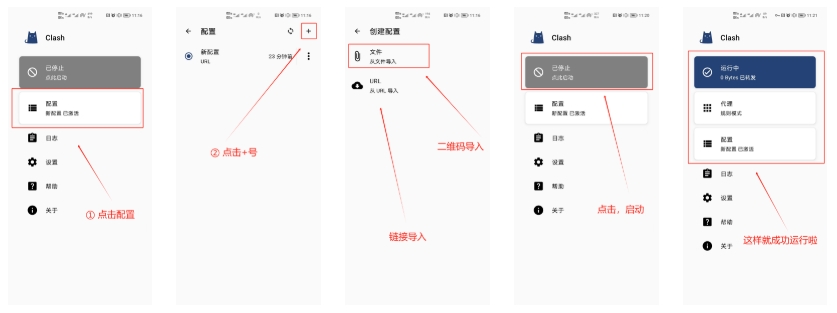 11:16
Clash
已停止
点此启动
配置
新配置 已激活
日志
设置
帮助
关于
① 点击配置
11:16
配置
新配置
URL
23 分钟前
② 点击+号
创建配置
文件
从文件导入
URL
从 URL 导入
二维码导入
链接导入
11:20
Clash
已停止
点此启动
配置
新配置 已激活
日志
设置
帮助
关于
点击，启动
11:21
Clash
运行中
0 Bytes 已转发
代理
规则模式
配置
新配置 已激活
日志
设置
帮助
关于
这样就成功运行啦